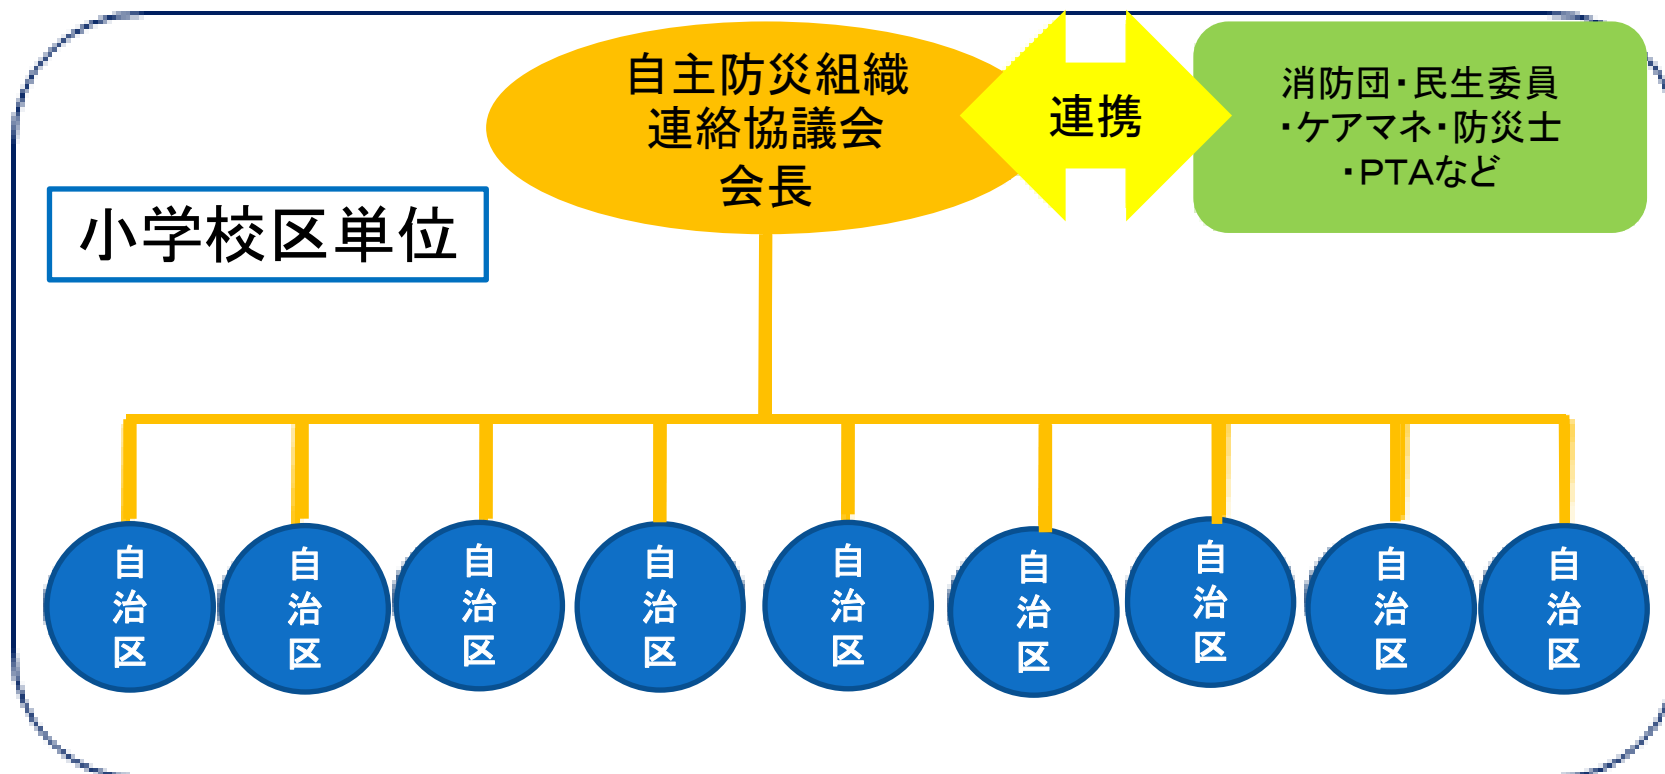 自主防災組織
連絡協議会
会長
連携
消防団・民生委員
・ケアマネ・防災士
・PTAなど
小学校区単位
自治区
自治区
自治区
自治区
自治区
自治区
自治区
自治区
自治区